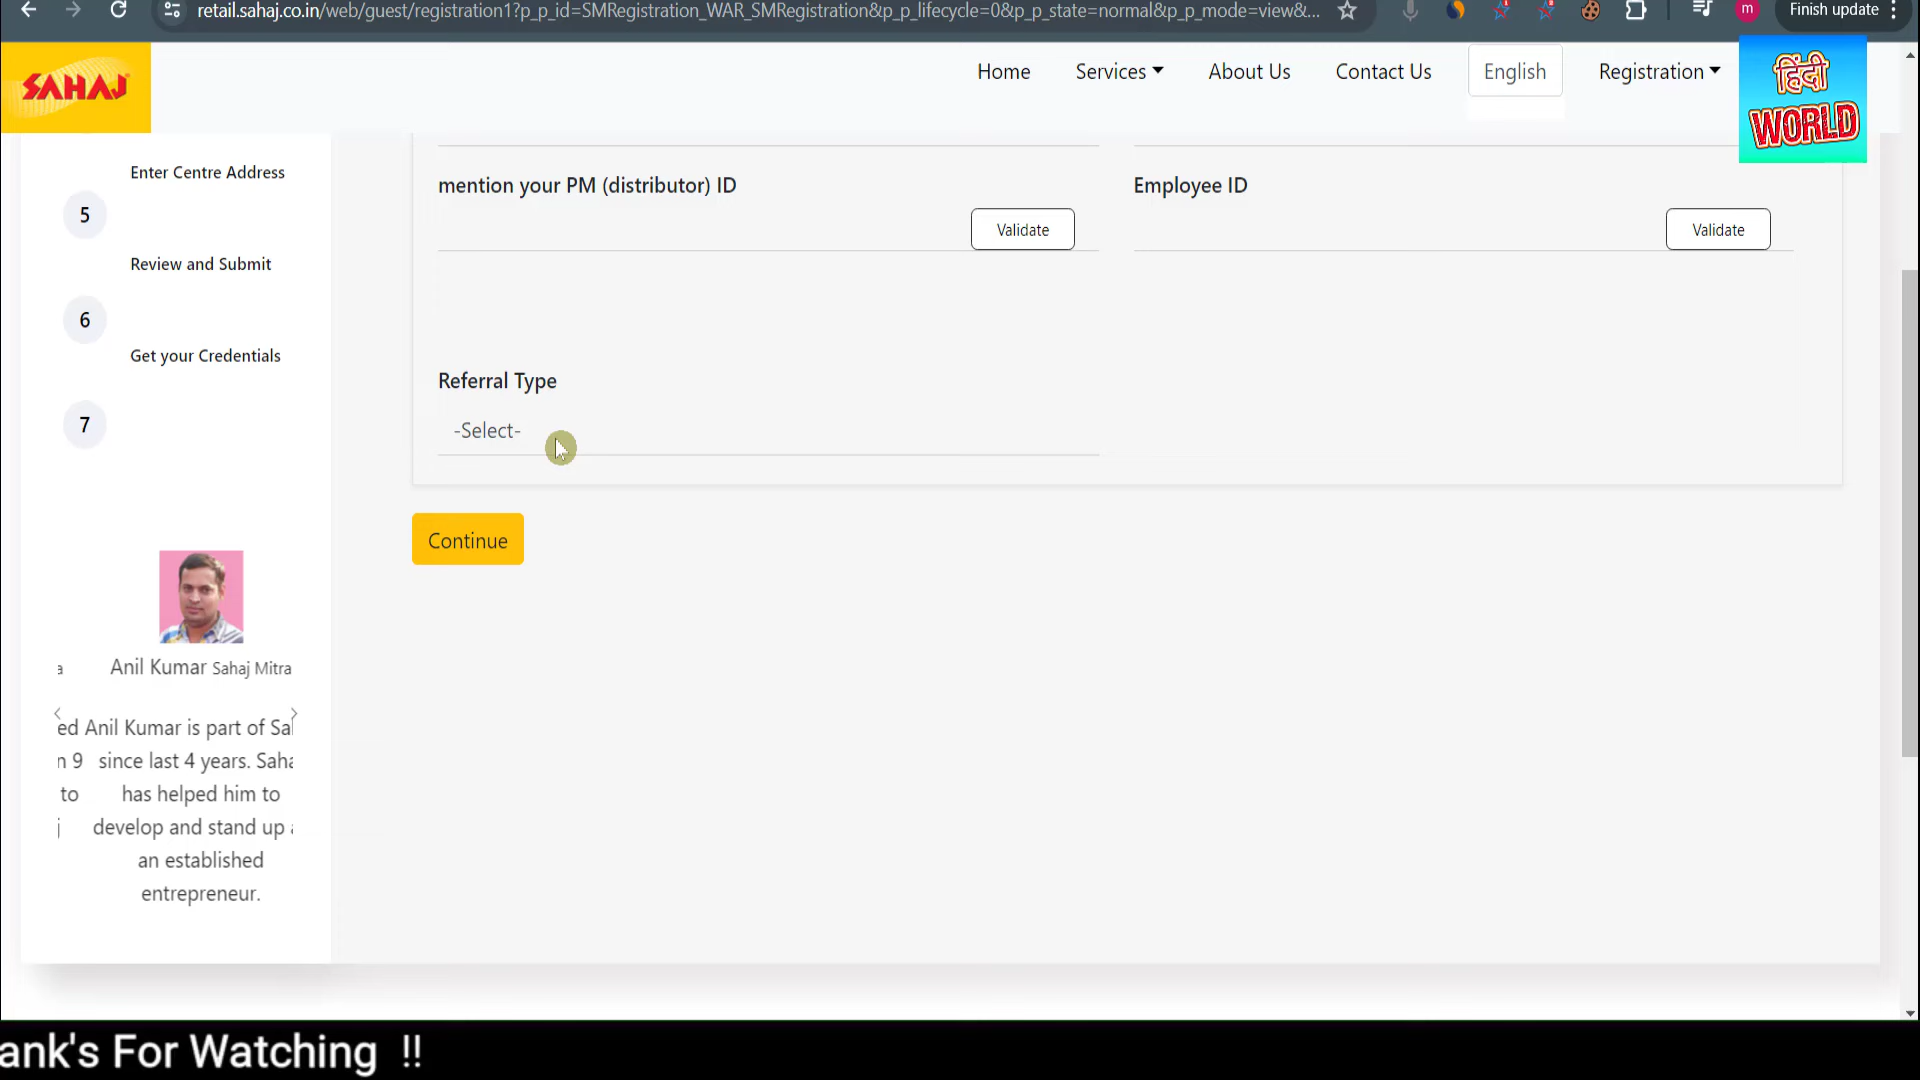 retail.sahaj.co.in/web/guest/registration1?p_p_id=SMRegistration_WAR_SMRegistration&p_p_lifecycle=0&p_p_state=normal&p_p_mode=view&...
m
Finish update
SAHAJ
Home
Services
About Us
Contact Us
English
Registration
हिंदी
WORLD
Enter Centre Address
5
Review and Submit
6
Get your Credentials
7
mention your PM (distributor) ID
Validate
Employee ID
Validate
Referral Type
-Select-
Continue
a
Anil Kumar Sahaj Mitra
ed Anil Kumar is part of Sa
n 9 since last 4 years. Saha
to has helped him to
j develop and stand up a
an established
entrepreneur.
ank's For Watching !!